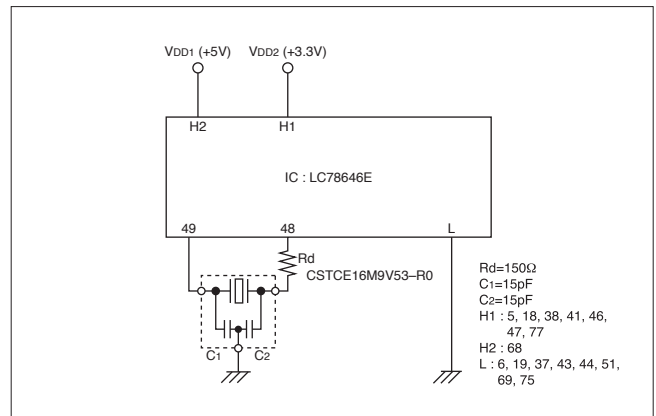 VDD1 (+5V) VDD2 (+3.3V)
H2 H1
IC : LC78646E
49 48 L
Rd
CSTCE16M9V53–R0
C1 C2
Rd=150Ω
C1=15pF
C2=15pF
H1 : 5, 18, 38, 41, 46,
47, 77
H2 : 68
L : 6, 19, 37, 43, 44, 51,
69, 75